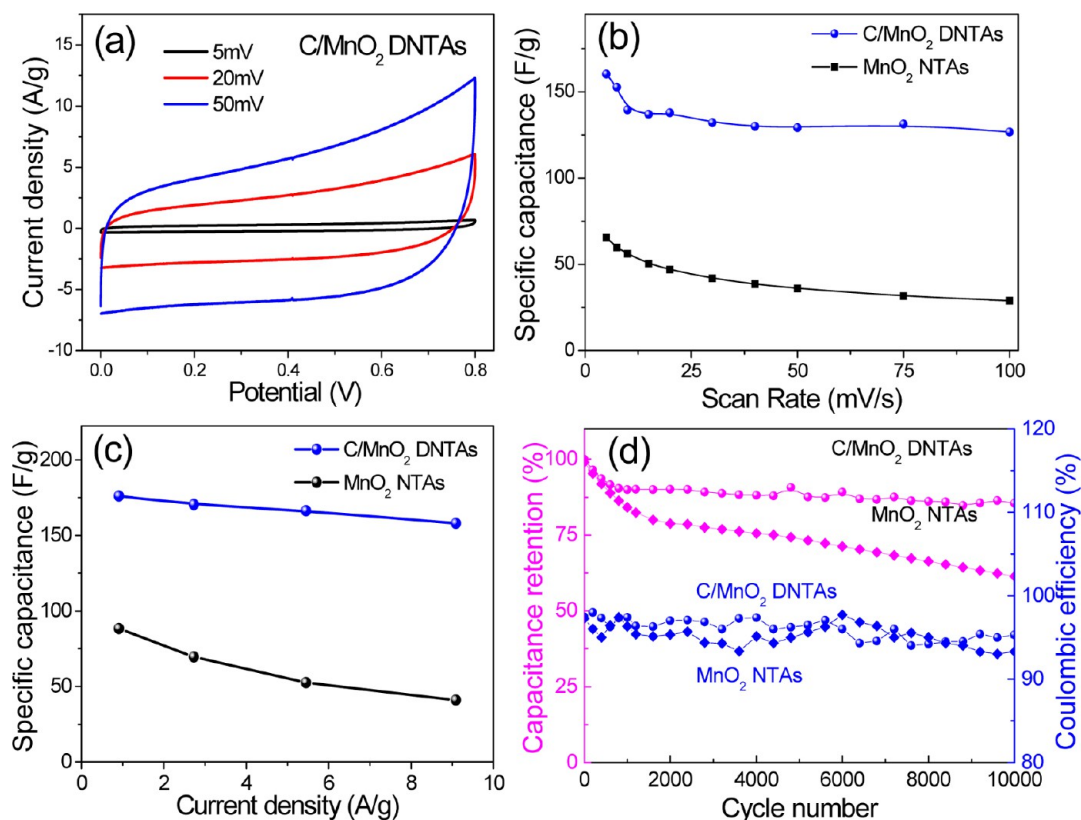 (a)
C/MnO₂ DNTAs
5mV
20mV
50mV
Current density (A/g)
15
10
5
0
-5
-10
0.0
0.2
0.4
0.6
0.8
Potential (V)
(b)
C/MnO₂ DNTAs
MnO₂ NTAs
Specific capacitance (F/g)
175
150
125
100
75
50
25
0
0
25
50
75
100
Scan Rate (mV/s)
(c)
C/MnO₂ DNTAs
MnO₂ NTAs
Specific capacitance (F/g)
200
150
100
50
0
0
2
4
6
8
10
Current density (A/g)
(d)
C/MnO₂ DNTAs
MnO₂ NTAs
C/MnO₂ DNTAs
MnO₂ NTAs
Capacitance retention (%)
100
75
50
25
0
0
2000
4000
6000
8000
10000
Cycle number
120
110
100
90
80
Coulombic efficiency (%)